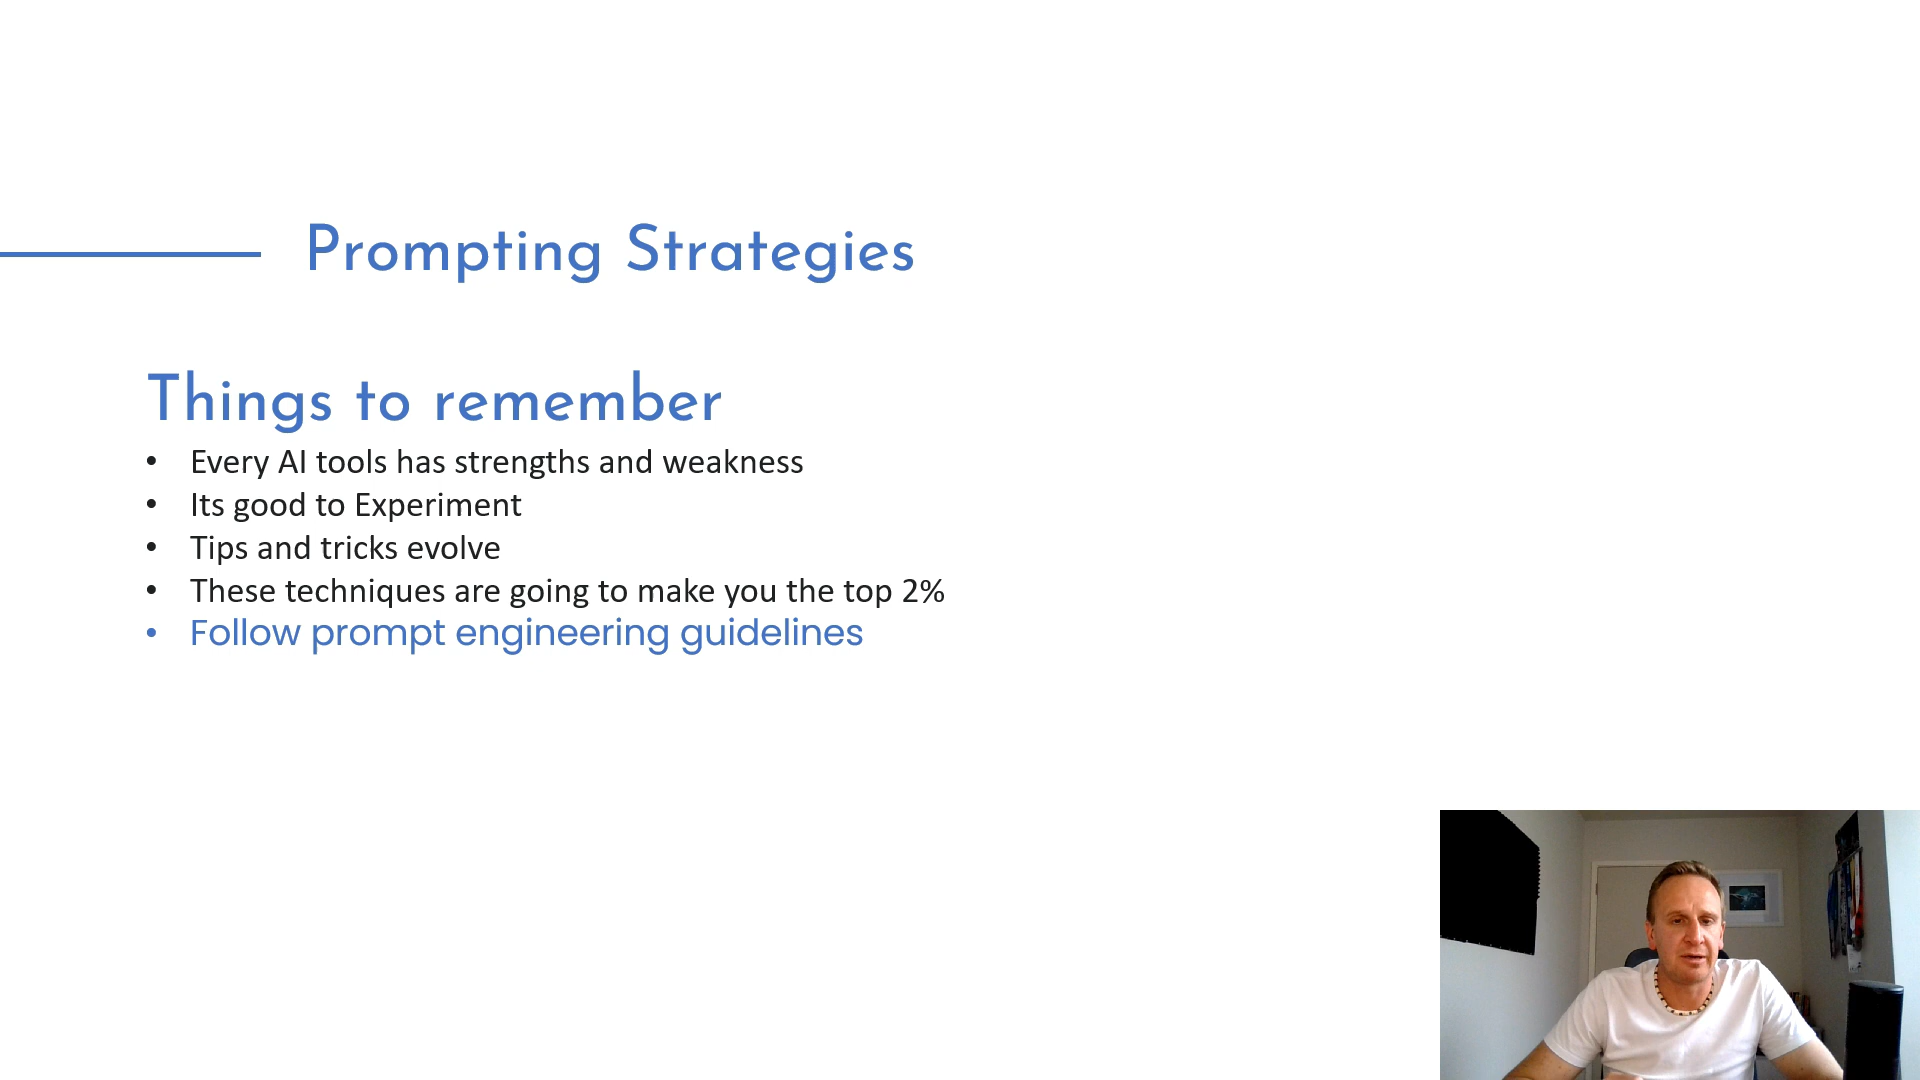 Prompting Strategies
Things to remember
• Every AI tools has strengths and weakness
• Its good to Experiment
• Tips and tricks evolve
• These techniques are going to make you the top 2%
• Follow prompt engineering guidelines